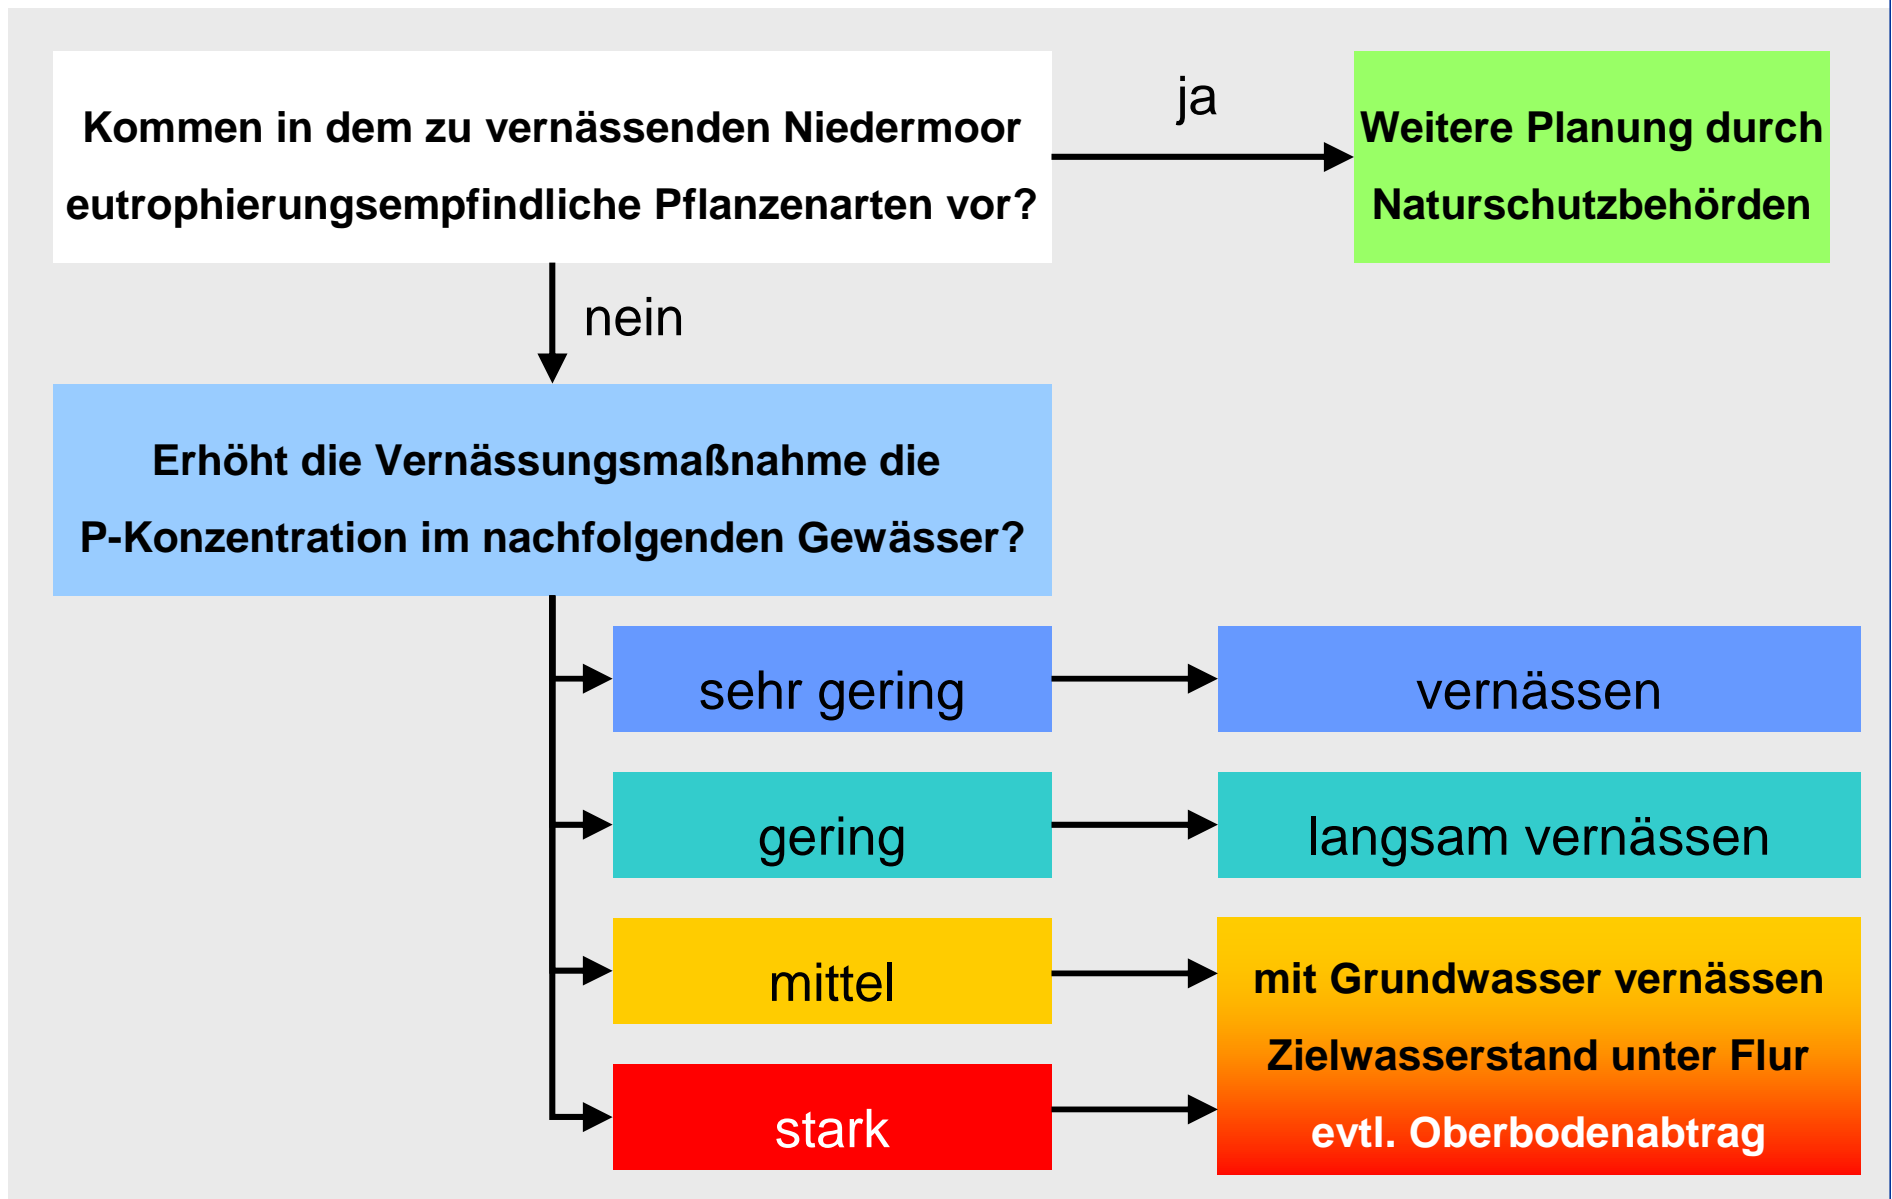 Kommen in dem zu vernässenden Niedermoor
eutrophierungsempfindliche Pflanzenarten vor?
ja
Weitere Planung durch
Naturschutzbehörden
nein
Erhöht die Vernässungsmaßnahme die
P-Konzentration im nachfolgenden Gewässer?
sehr gering
vernässen
gering
langsam vernässen
mittel
stark
mit Grundwasser vernässen
Zielwasserstand unter Flur
evtl. Oberbodenabtrag